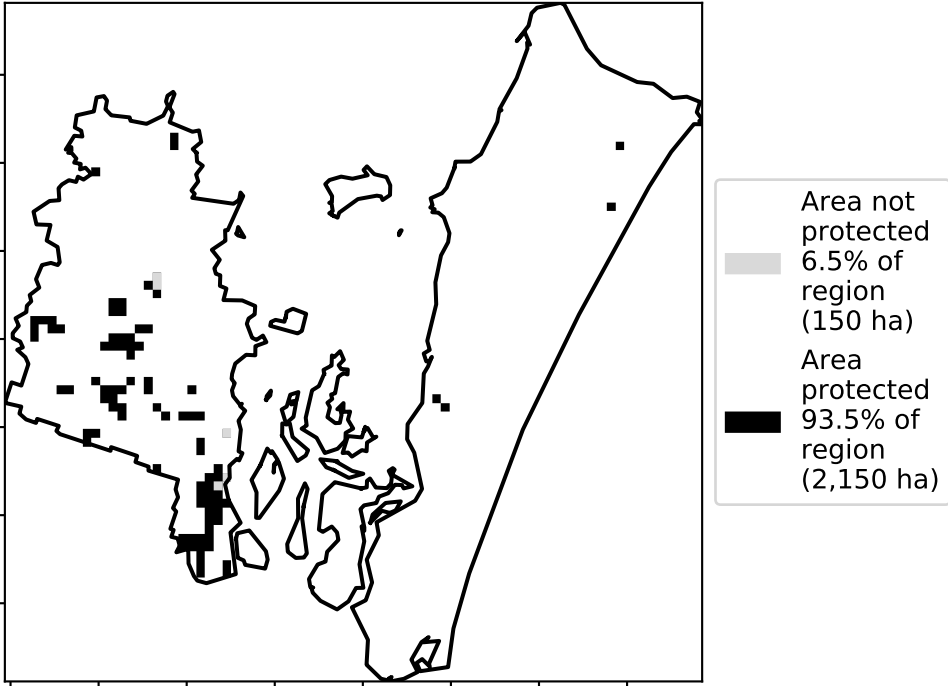 Area not
protected
6.5% of
region
(150 ha)
Area
protected
93.5% of
region
(2,150 ha)